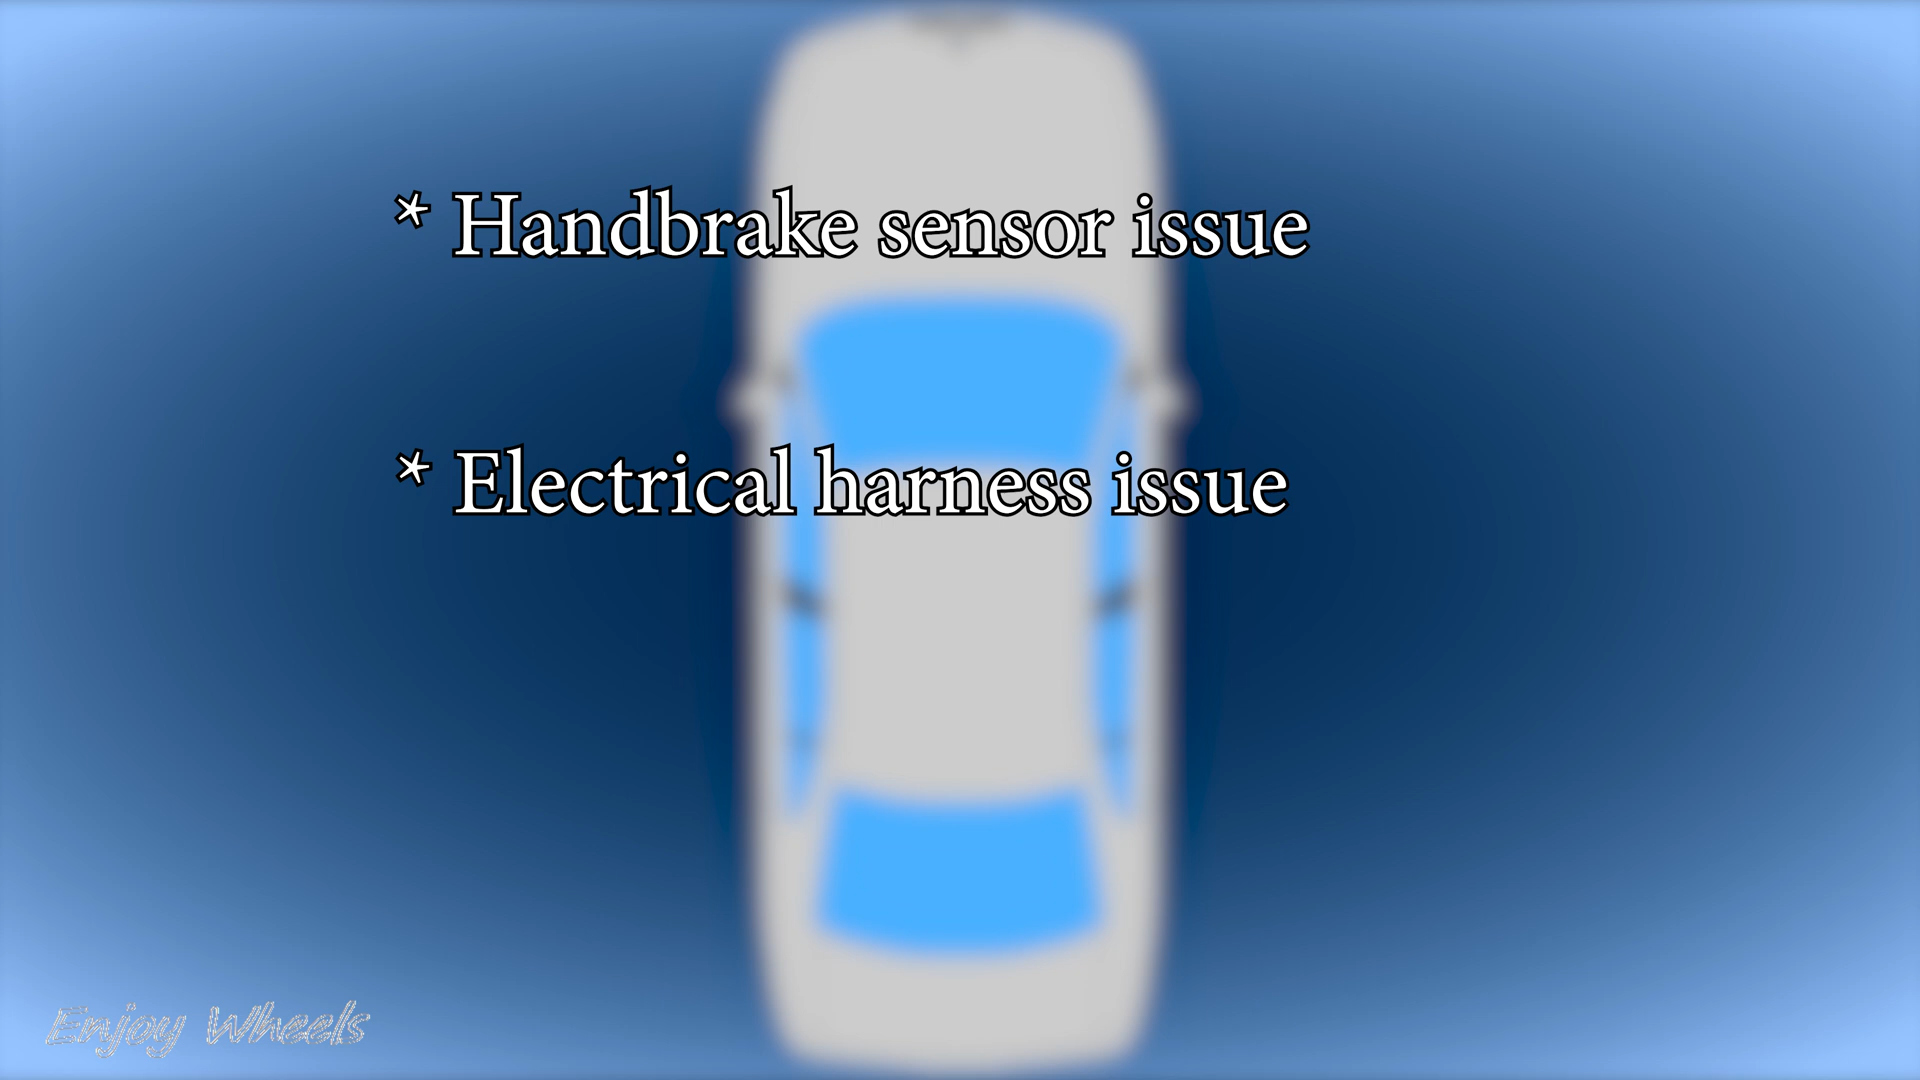 * Handbrake sensor issue
* Electrical harness issue
Enjoy Wheels